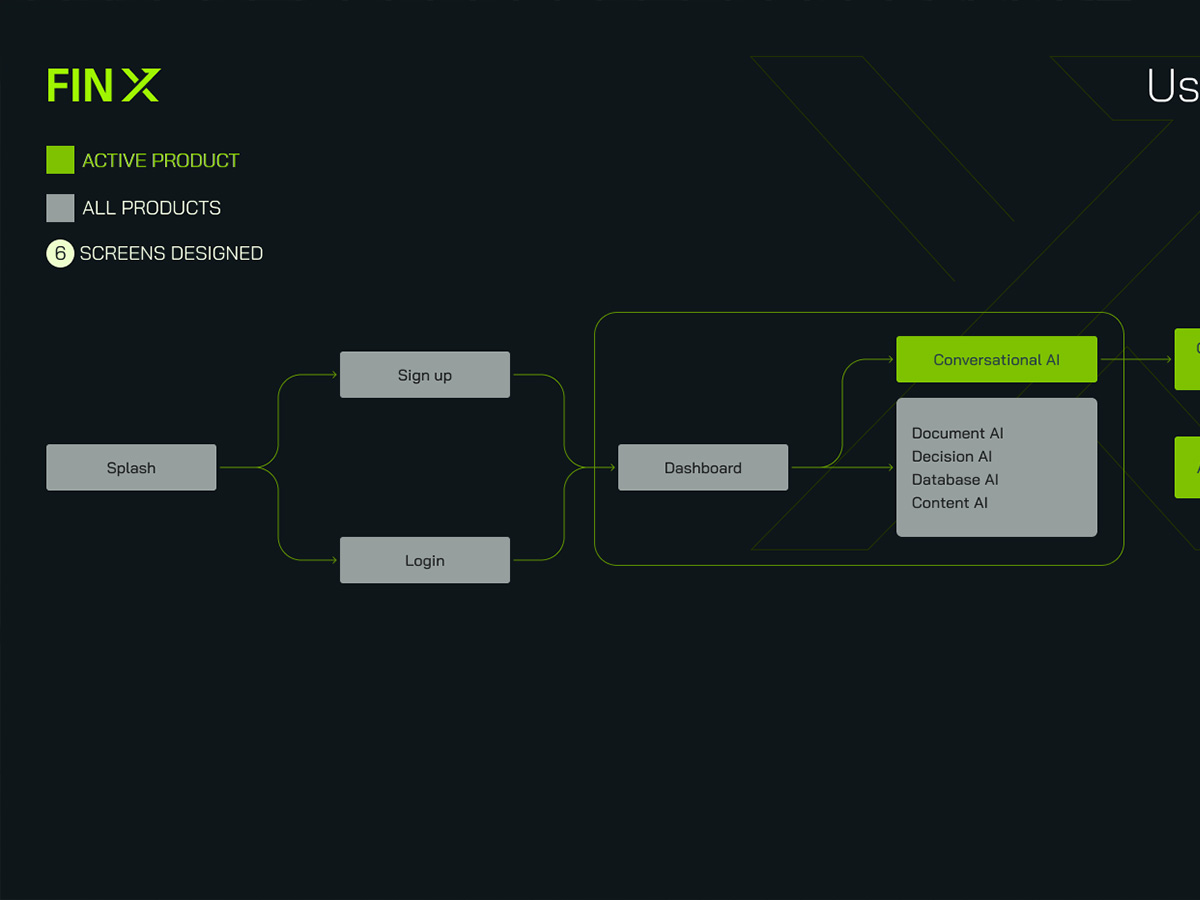 FINX
Us
ACTIVE PRODUCT
ALL PRODUCTS
6 SCREENS DESIGNED
Sign up
Conversational AI
Splash
Dashboard
Document AI
Decision AI
Database AI
Content AI
Login